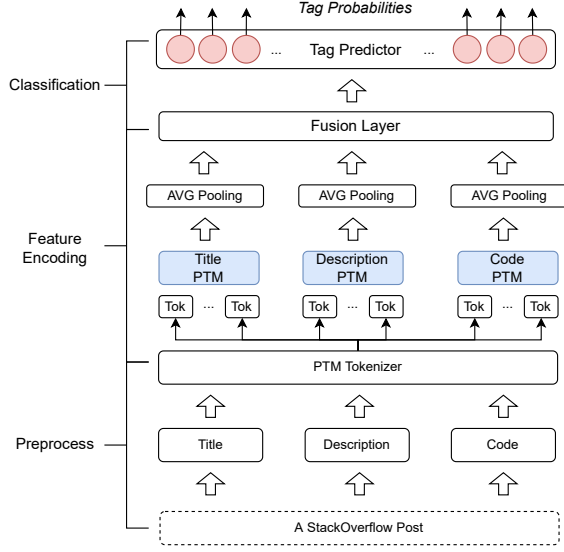 Tag Probabilities
... Tag Predictor ...
Classification
Fusion Layer
AVG Pooling AVG Pooling AVG Pooling
Feature
Encoding
Title
PTM
Description
PTM
Code
PTM
Tok ... Tok Tok ... Tok Tok ... Tok
PTM Tokenizer
Preprocess
Title Description Code
A StackOverflow Post